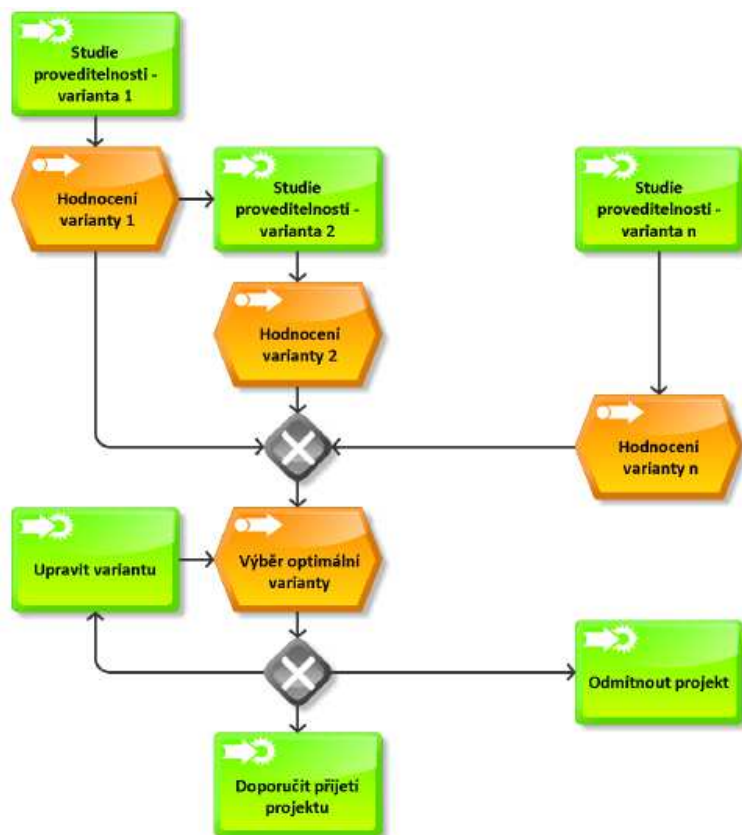 Studie
proveditelnosti -
varianta 1
Hodnocení
varianty 1
Studie
proveditelnosti -
varianta 2
Studie
proveditelnosti -
varianta n
Hodnocení
varianty 2
Hodnocení
varianty n
Upravit variantu
Výběr optimální
varianty
Odmítnout projekt
Doporučit přijetí
projektu